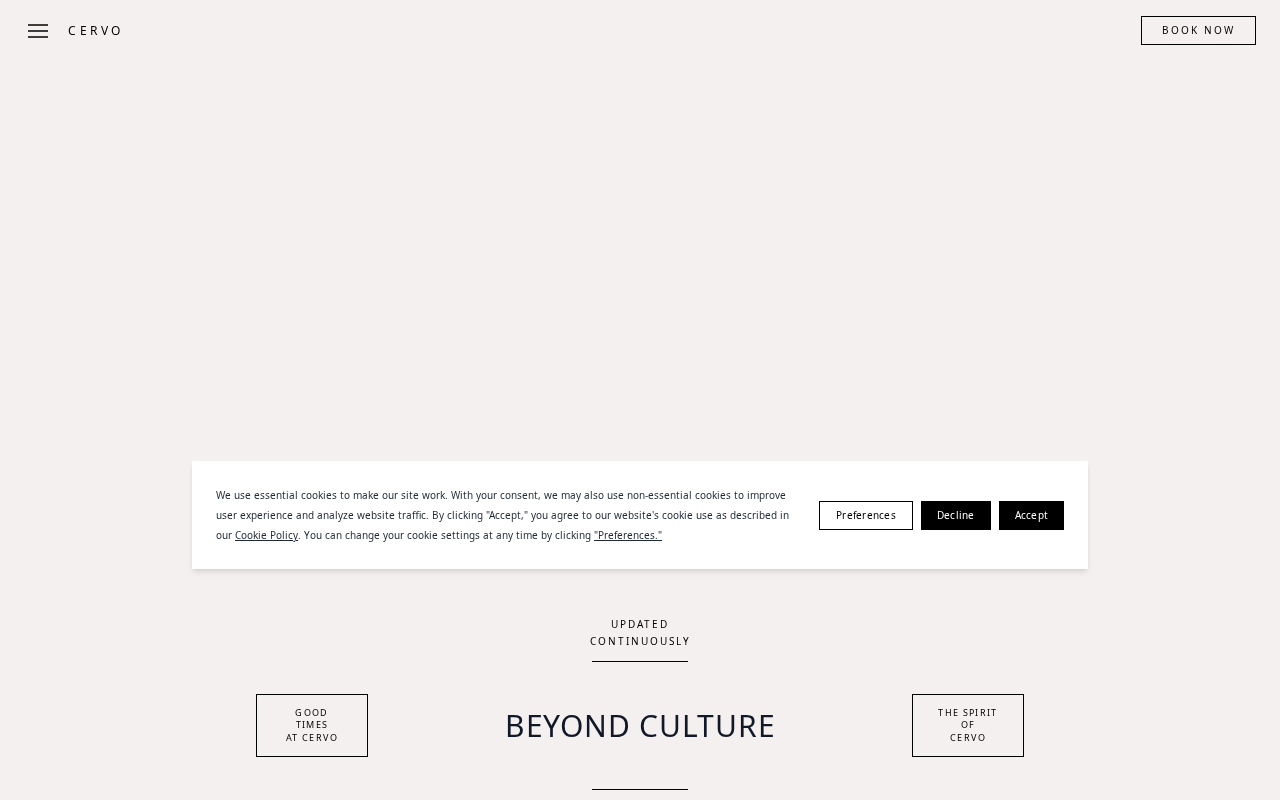 CERVO
BOOK NOW
We use essential cookies to make our site work. With your consent, we may also use non-essential cookies to improve
user experience and analyze website traffic. By clicking "Accept," you agree to our website's cookie use as described in
our Cookie Policy. You can change your cookie settings at any time by clicking "Preferences."
Preferences
Decline
Accept
UPDATED
CONTINUOUSLY
GOOD
TIMES
AT CERVO
BEYOND CULTURE
THE SPIRIT
OF
CERVO